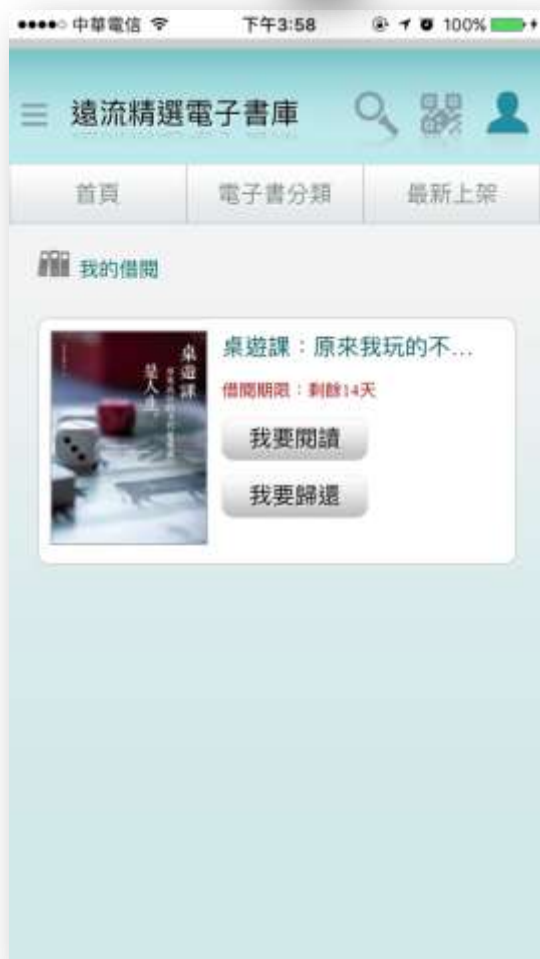 中華電信 下午3:58 100%
遠流精選電子書庫
首頁 電子書分類 最新上架
我的借閱
桌遊課：原來我玩的不...
借閱期限：剩餘14天
我要閱讀
我要歸還
桌遊課
是人生